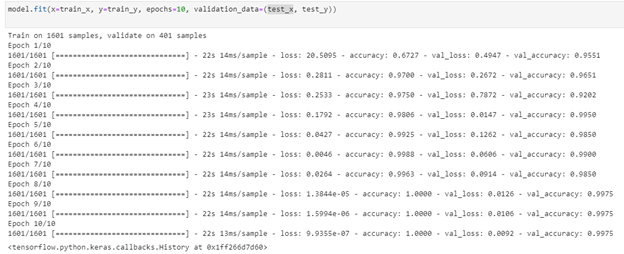 model.fit(x=train_x, y=train_y, epochs=10, validation_data=(test_x, test_y))
Train on 1601 samples, validate on 401 samples
Epoch 1/10
1601/1601 [==============================] - 22s 14ms/sample - loss: 20.5095 - accuracy: 0.6727 - val_loss: 0.4947 - val_accuracy: 0.9551
Epoch 2/10
1601/1601 [==============================] - 22s 14ms/sample - loss: 0.2811 - accuracy: 0.9700 - val_loss: 0.2672 - val_accuracy: 0.9651
Epoch 3/10
1601/1601 [==============================] - 23s 14ms/sample - loss: 0.2533 - accuracy: 0.9750 - val_loss: 0.7872 - val_accuracy: 0.9202
Epoch 4/10
1601/1601 [==============================] - 23s 14ms/sample - loss: 0.1792 - accuracy: 0.9806 - val_loss: 0.0147 - val_accuracy: 0.9950
Epoch 5/10
1601/1601 [==============================] - 22s 14ms/sample - loss: 0.0427 - accuracy: 0.9925 - val_loss: 0.1262 - val_accuracy: 0.9850
Epoch 6/10
1601/1601 [==============================] - 22s 14ms/sample - loss: 0.0046 - accuracy: 0.9988 - val_loss: 0.0606 - val_accuracy: 0.9900
Epoch 7/10
1601/1601 [==============================] - 22s 14ms/sample - loss: 0.0264 - accuracy: 0.9963 - val_loss: 0.0914 - val_accuracy: 0.9850
Epoch 8/10
1601/1601 [==============================] - 22s 14ms/sample - loss: 1.3844e-05 - accuracy: 1.0000 - val_loss: 0.0126 - val_accuracy: 0.9975
Epoch 9/10
1601/1601 [==============================] - 22s 14ms/sample - loss: 1.5994e-06 - accuracy: 1.0000 - val_loss: 0.0106 - val_accuracy: 0.9975
Epoch 10/10
1601/1601 [==============================] - 22s 13ms/sample - loss: 9.9355e-07 - accuracy: 1.0000 - val_loss: 0.0092 - val_accuracy: 0.9975
<tensorflow.python.keras.callbacks.History at 0x1ff266d7d60>